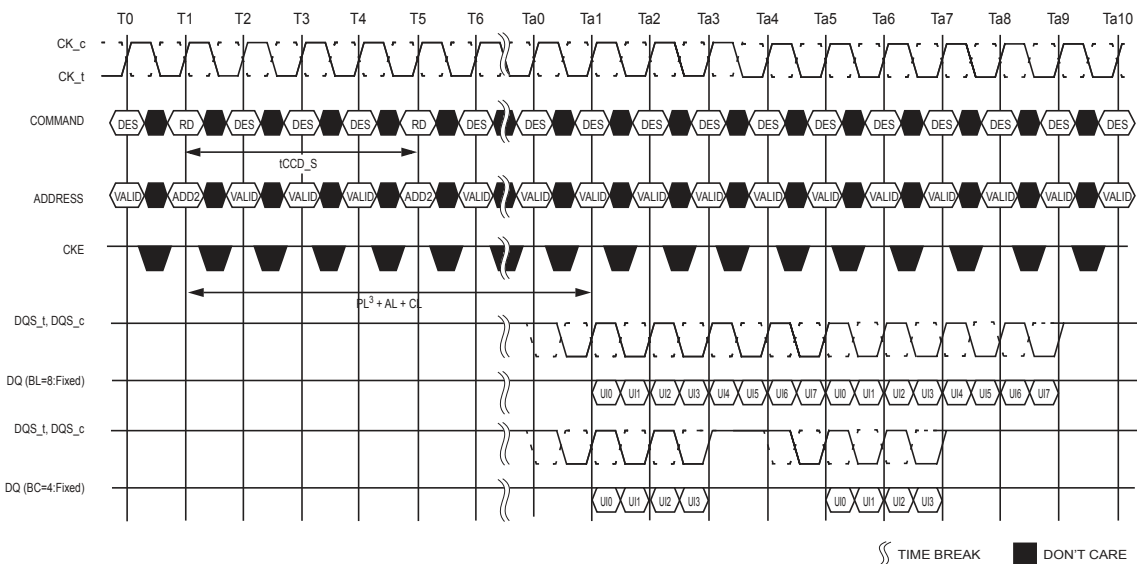 T0 T1 T2 T3 T4 T5 T6 Ta0 Ta1 Ta2 Ta3 Ta4 Ta5 Ta6 Ta7 Ta8 Ta9 Ta10
CK_c
CK_t
COMMAND DES RD DES DES DES RD DES DES DES DES DES DES DES DES DES DES DES DES
tCCD_S
ADDRESS VALID ADD2 VALID VALID VALID ADD2 VALID VALID VALID VALID VALID VALID VALID VALID VALID VALID VALID VALID
CKE
PL3 + AL + CL
DQS_t, DQS_c
DQ (BL=8:Fixed) UI0 UI1 UI2 UI3 UI4 UI5 UI6 UI7 UI0 UI1 UI2 UI3 UI4 UI5 UI6 UI7
DQS_t, DQS_c
DQ (BC=4:Fixed) UI0 UI1 UI2 UI3 UI0 UI1 UI2 UI3
TIME BREAK DON'T CARE